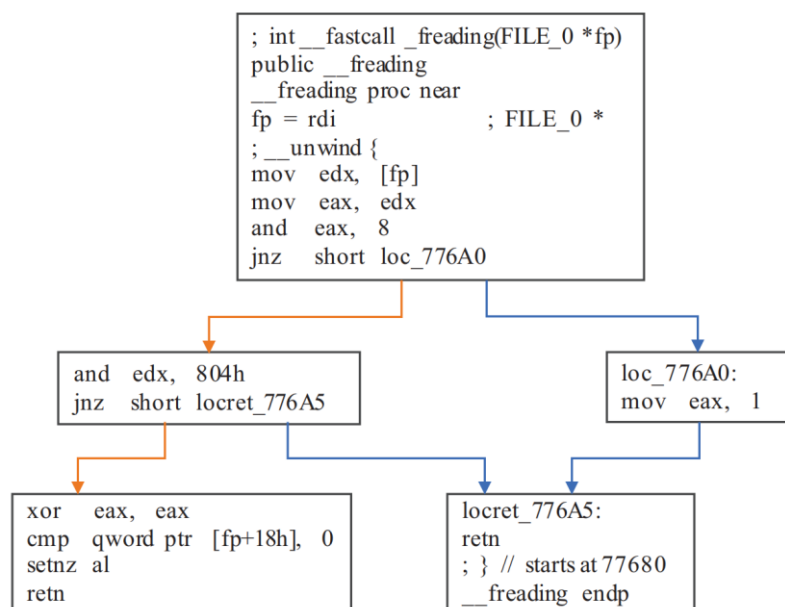 ; int __fastcall _freading(FILE_0 *fp)
public __freading
__freading proc near
fp = rdi ; FILE_0 *
; __unwind {
mov edx, [fp]
mov eax, edx
and eax, 8
jnz short loc_776A0
and edx, 804h
jnz short locret_776A5
loc_776A0:
mov eax, 1
xor eax, eax
cmp qword ptr [fp+18h], 0
setnz al
retn
locret_776A5:
retn
; } // starts at 77680
__freading endp